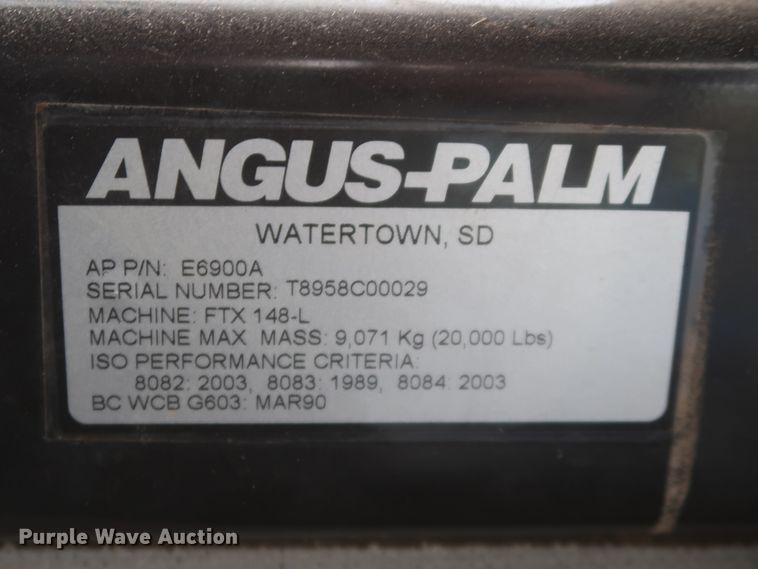 ANGUS-PALM
WATERTOWN, SD
AP P/N: E6900A
SERIAL NUMBER: T8958C00029
MACHINE: FTX 148-L
MACHINE MAX MASS: 9,071 Kg (20,000 Lbs)
ISO PERFORMANCE CRITERIA:
8082: 2003, 8083: 1989, 8084: 2003
BC WCB G603: MAR90
Purple Wave Auction